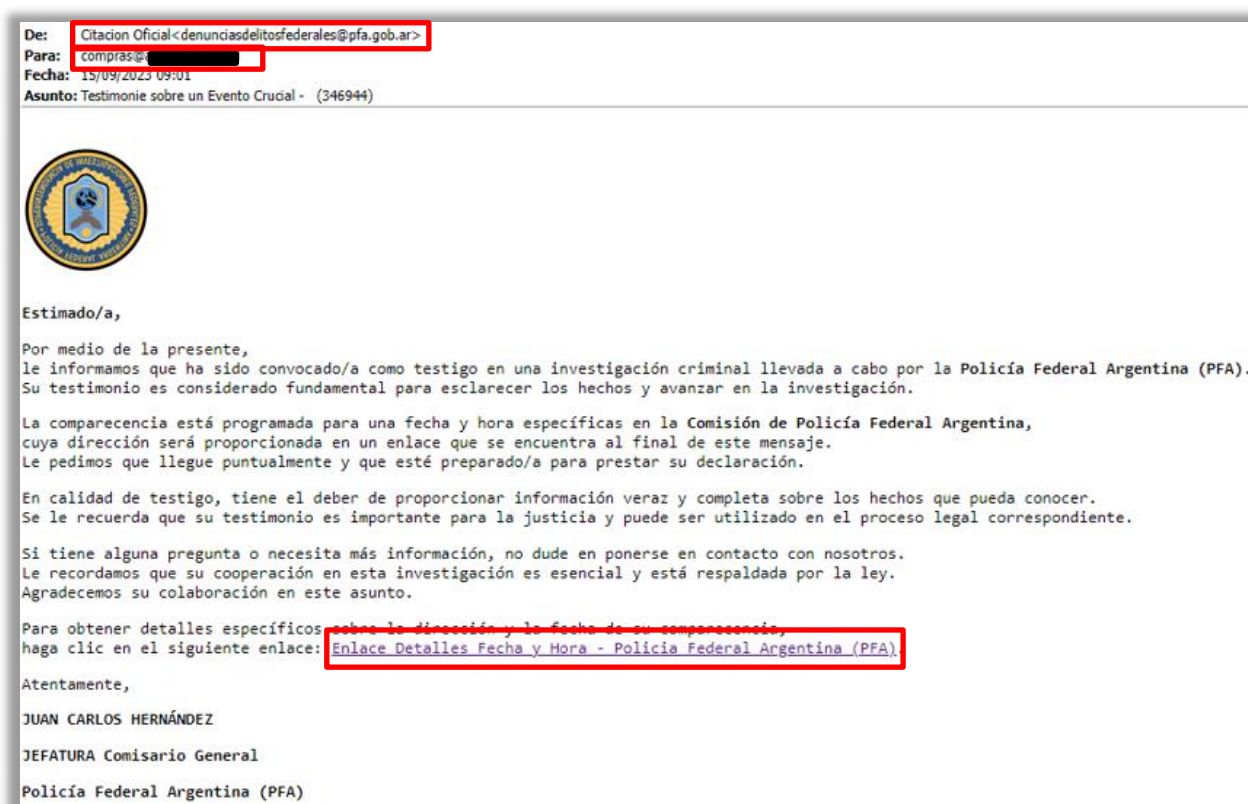 De: Citacion Oficial<denunciasdelitosfederales@pfa.gob.ar>
Para: compras@
Fecha: 15/09/2023 09:01
Asunto: Testimonie sobre un Evento Crucial - (346944)
Estimado/a,
Por medio de la presente,
le informamos que ha sido convocado/a como testigo en una investigación criminal llevada a cabo por la Policía Federal Argentina (PFA).
Su testimonio es considerado fundamental para esclarecer los hechos y avanzar en la investigación.
La comparecencia está programada para una fecha y hora específicas en la Comisión de Policía Federal Argentina,
cuya dirección será proporcionada en un enlace que se encuentra al final de este mensaje.
Le pedimos que llegue puntualmente y que esté preparado/a para prestar su declaración.
En calidad de testigo, tiene el deber de proporcionar información veraz y completa sobre los hechos que pueda conocer.
Se le recuerda que su testimonio es importante para la justicia y puede ser utilizado en el proceso legal correspondiente.
Si tiene alguna pregunta o necesita más información, no dude en ponerse en contacto con nosotros.
Le recordamos que su cooperación en esta investigación es esencial y está respaldada por la ley.
Agradecemos su colaboración en este asunto.
Para obtener detalles específicos sobre la dirección y la fecha de su comparecencia,
haga clic en el siguiente enlace: Enlace Detalles Fecha y Hora - Policia Federal Argentina (PFA).
Atentamente,
JUAN CARLOS HERNÁNDEZ
JEFATURA Comisario General
Policía Federal Argentina (PFA)